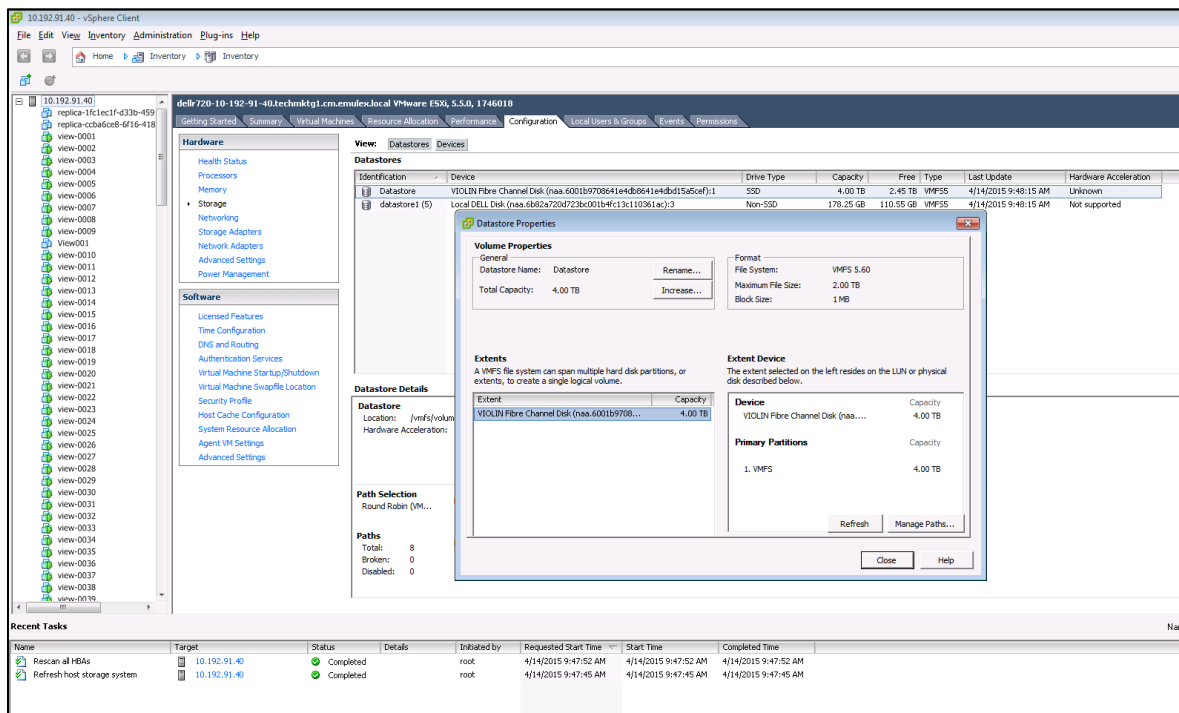 10.192.91.40 - vSphere Client
File Edit View Inventory Administration Plug-ins Help
Home Inventory Inventory
10.192.91.40
replica-1fc1ec1f-d33b-459
replica-ccba6ce8-6f16-418
view-0001
view-0002
view-0003
view-0004
view-0005
view-0006
view-0007
view-0008
view-0009
View001
view-0010
view-0011
view-0012
view-0013
view-0014
view-0015
view-0016
view-0017
view-0018
view-0019
view-0020
view-0021
view-0022
view-0023
view-0024
view-0025
view-0026
view-0027
view-0028
view-0029
view-0030
view-0031
view-0032
view-0033
view-0034
view-0035
view-0036
view-0037
view-0038
view-0039
dellr720-10-192-91-40.techmktg1.cm.emulex.local VMware ESXi, 5.5.0, 1746018
Getting Started Summary Virtual Machines Resource Allocation Performance Configuration Local Users & Groups Events Permissions
Hardware
Health Status
Processors
Memory
Storage
Networking
Storage Adapters
Network Adapters
Advanced Settings
Power Management
Software
Licensed Features
Time Configuration
DNS and Routing
Authentication Services
Virtual Machine Startup/Shutdown
Virtual Machine Swapfile Location
Security Profile
Host Cache Configuration
System Resource Allocation
Agent VM Settings
Advanced Settings
View: Datastores Devices
Datastores
Identification Device Drive Type Capacity Free Type Last Update Hardware Acceleration
Datastore VIOLIN Fibre Channel Disk (naa.6001b9708641e4db8641e4dbd15a5cef):1 SSD 4.00 TB 2.45 TB VMFS5 4/14/2015 9:48:15 AM Unknown
datastore1 (5) Local DELL Disk (naa.6b82a720d723bc001b4fc13c110361ac):3 Non-SSD 178.25 GB 110.55 GB VMFS5 4/14/2015 9:48:15 AM Not supported
Datastore Details
Datastore
Location: /vmfs/volum
Hardware Acceleration:
Path Selection
Round Robin (VM...
Paths
Total: 8
Broken: 0
Disabled: 0
Datastore Properties
Volume Properties
General
Datastore Name: Datastore Rename...
Total Capacity: 4.00 TB Increase...
Format
File System: VMFS 5.60
Maximum File Size: 2.00 TB
Block Size: 1 MB
Extents
A VMFS file system can span multiple hard disk partitions, or
extents, to create a single logical volume.
Extent Capacity
VIOLIN Fibre Channel Disk (naa.6001b9708... 4.00 TB
Extent Device
The extent selected on the left resides on the LUN or physical
disk described below.
Device Capacity
VIOLIN Fibre Channel Disk (naa.... 4.00 TB
Primary Partitions Capacity
1. VMFS 4.00 TB
Refresh Manage Paths...
Close Help
Recent Tasks
Nar
Name Target Status Details Initiated by Requested Start Time Start Time Completed Time
Rescan all HBAs 10.192.91.40 Completed root 4/14/2015 9:47:52 AM 4/14/2015 9:47:52 AM 4/14/2015 9:47:52 AM
Refresh host storage system 10.192.91.40 Completed root 4/14/2015 9:47:45 AM 4/14/2015 9:47:45 AM 4/14/2015 9:47:45 AM